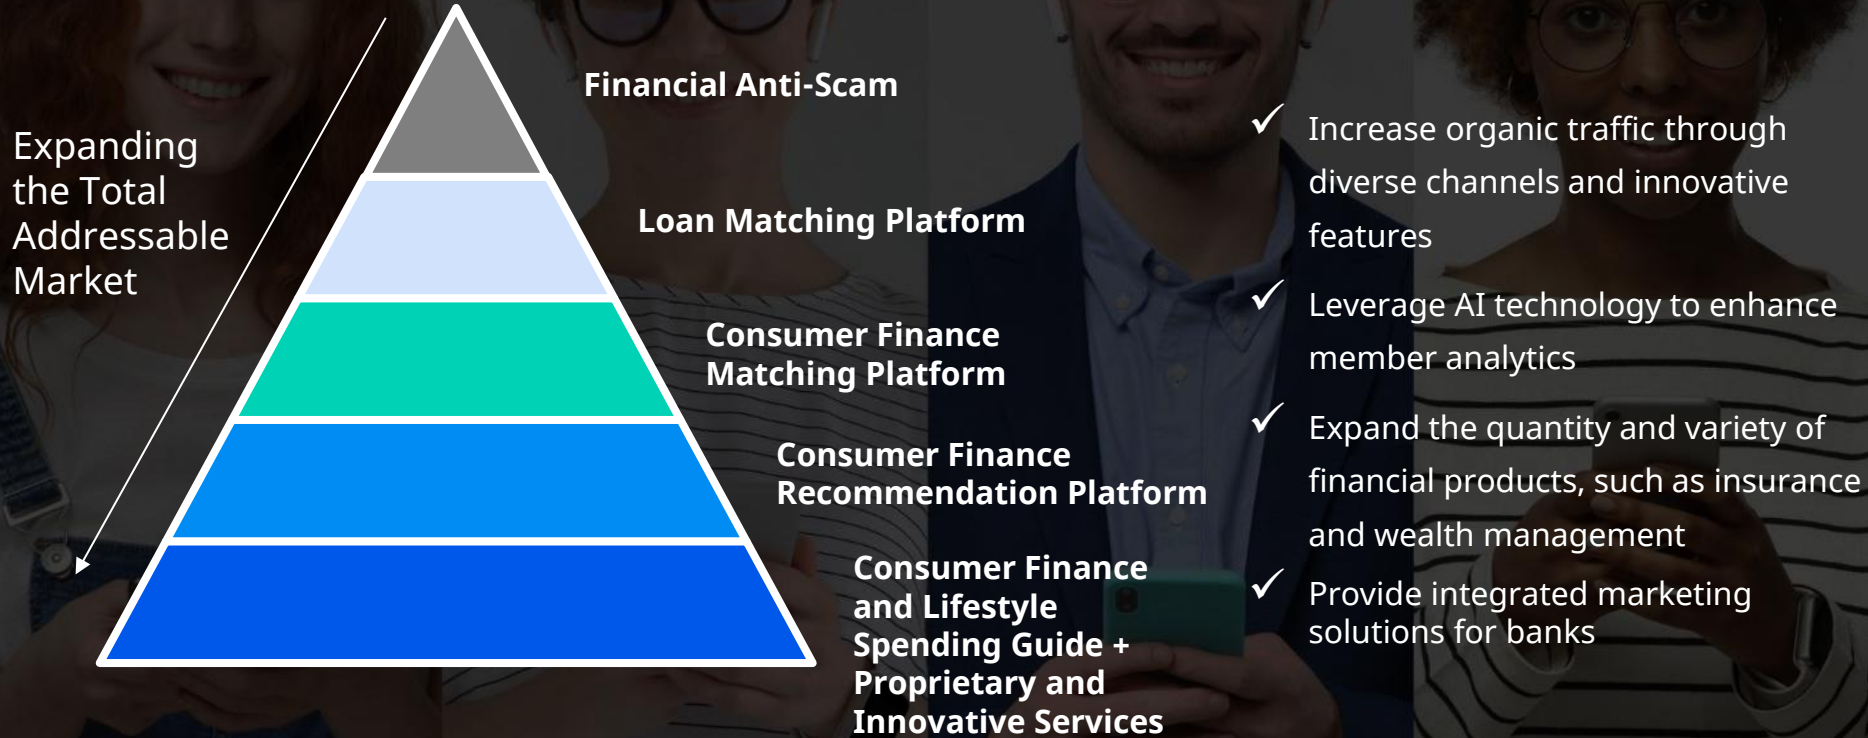 Expanding
the Total
Addressable
Market
Financial Anti-Scam
Loan Matching Platform
Consumer Finance
Matching Platform
Consumer Finance
Recommendation Platform
Consumer Finance
and Lifestyle
Spending Guide +
Proprietary and
Innovative Services
✓ Increase organic traffic through
diverse channels and innovative
features
✓ Leverage AI technology to enhance
member analytics
✓ Expand the quantity and variety of
financial products, such as insurance
and wealth management
✓ Provide integrated marketing
solutions for banks